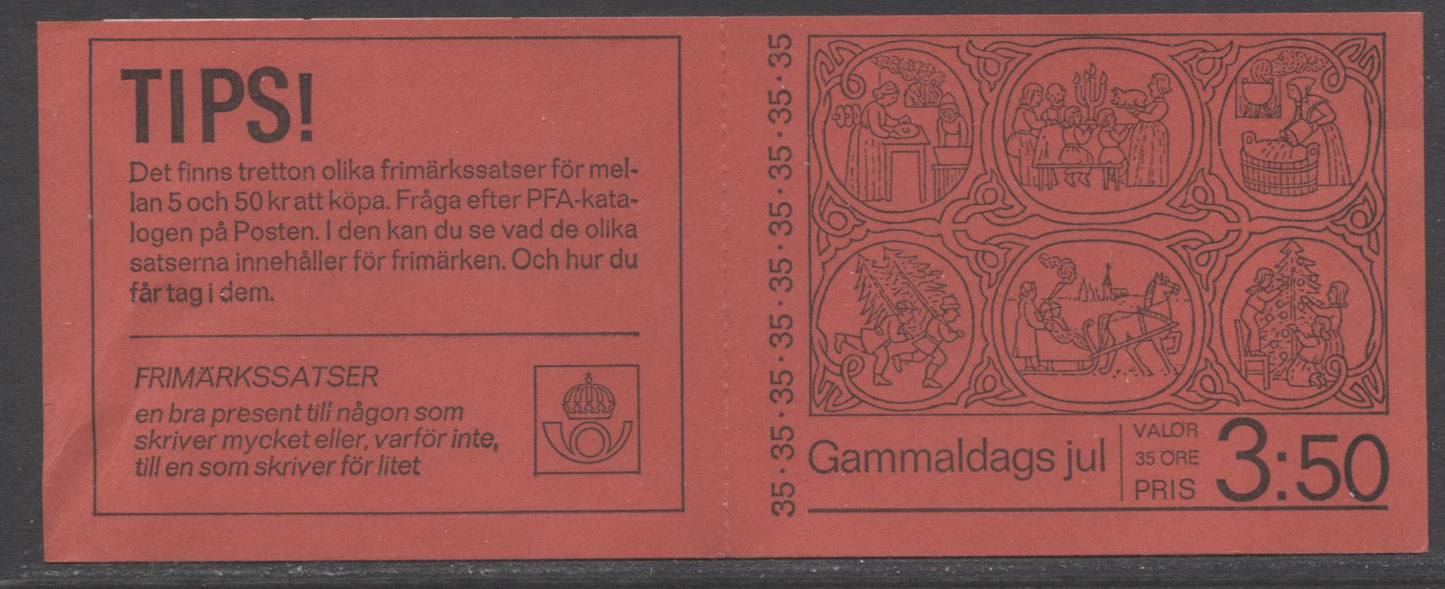 TIPS!
Det finns tretton olika frimärkssatser för mel-
lan 5 och 50 kr att köpa. Fråga efter PFA-kata-
logen på Posten. I den kan du se vad de olika
satserna innehåller för frimärken. Och hur du
får tag i dem.
FRIMÄRKSSATSER
en bra present till någon som
skriver mycket eller, varför inte,
till en som skriver för litet
35·35·35·35·35·35·35·35·35
Gammaldags jul
VALÖR
35 ÖRE
PRIS
3:50